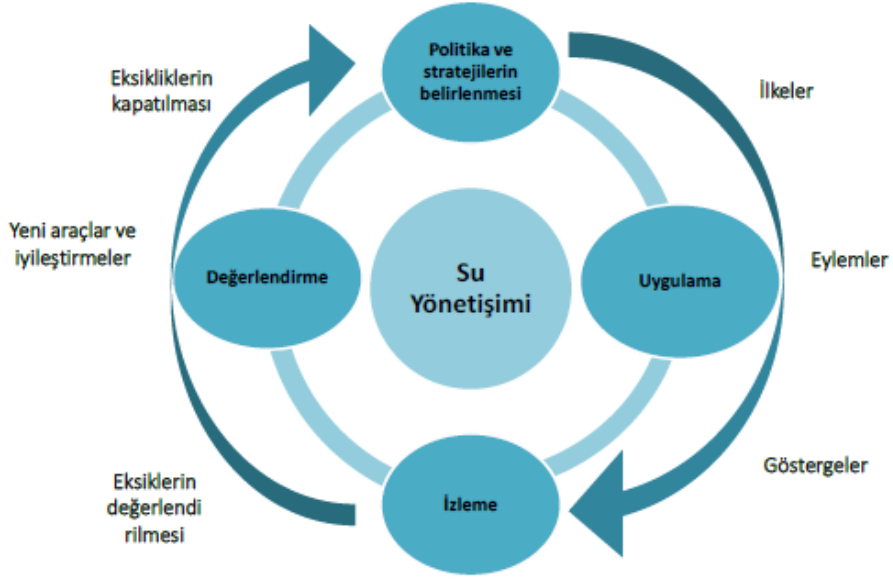 Politika ve
stratejilerin
belirlenmesi
Eksikliklerin
kapatılması
İlkeler
Yeni araçlar ve
iyileştirmeler
Değerlendirme
Su
Yönetişimi
Uygulama
Eylemler
Eksiklerin
değerlendi
rilmesi
İzleme
Göstergeler